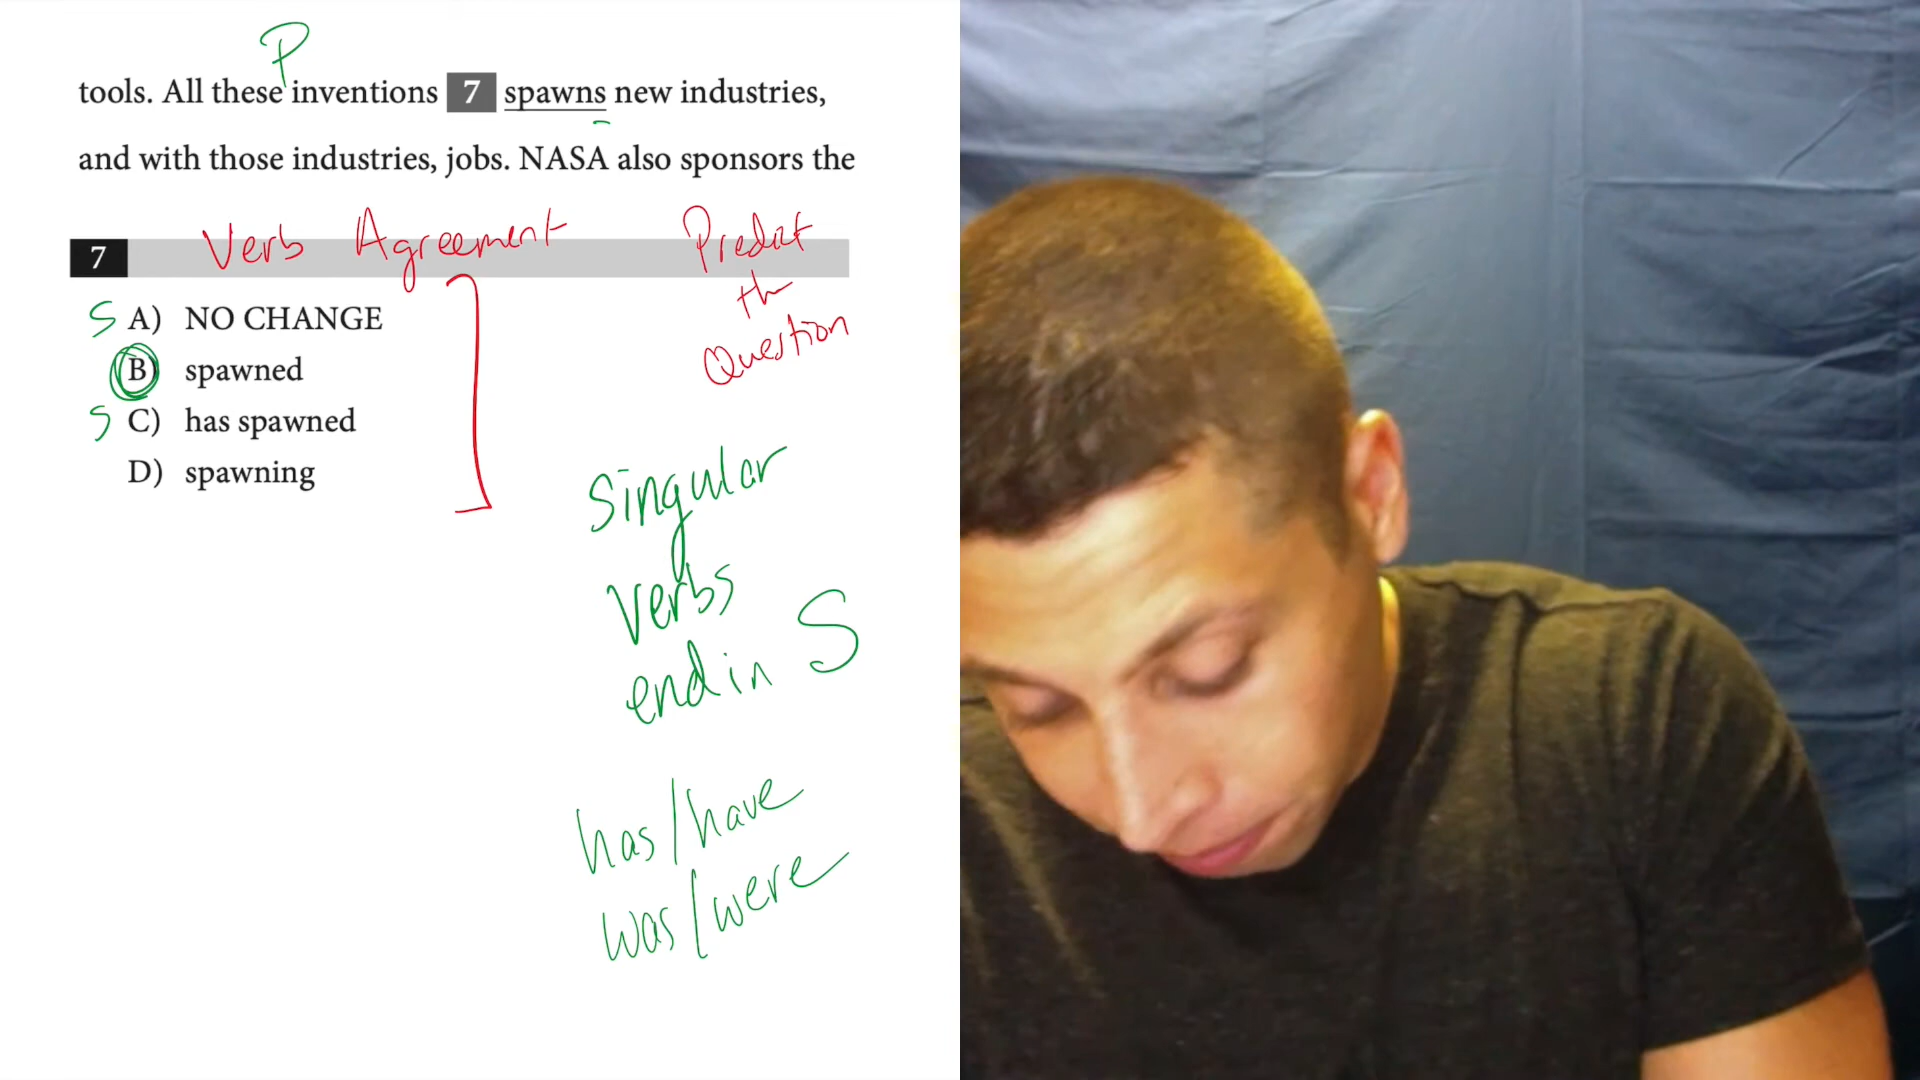 P
tools. All these inventions 7 spawns new industries,
and with those industries, jobs. NASA also sponsors the
Verb Agreement
Predict
th
Question
7
S A) NO CHANGE
B) spawned
S C) has spawned
D) spawning
Singular
Verbs
end in S
has/have
was/were